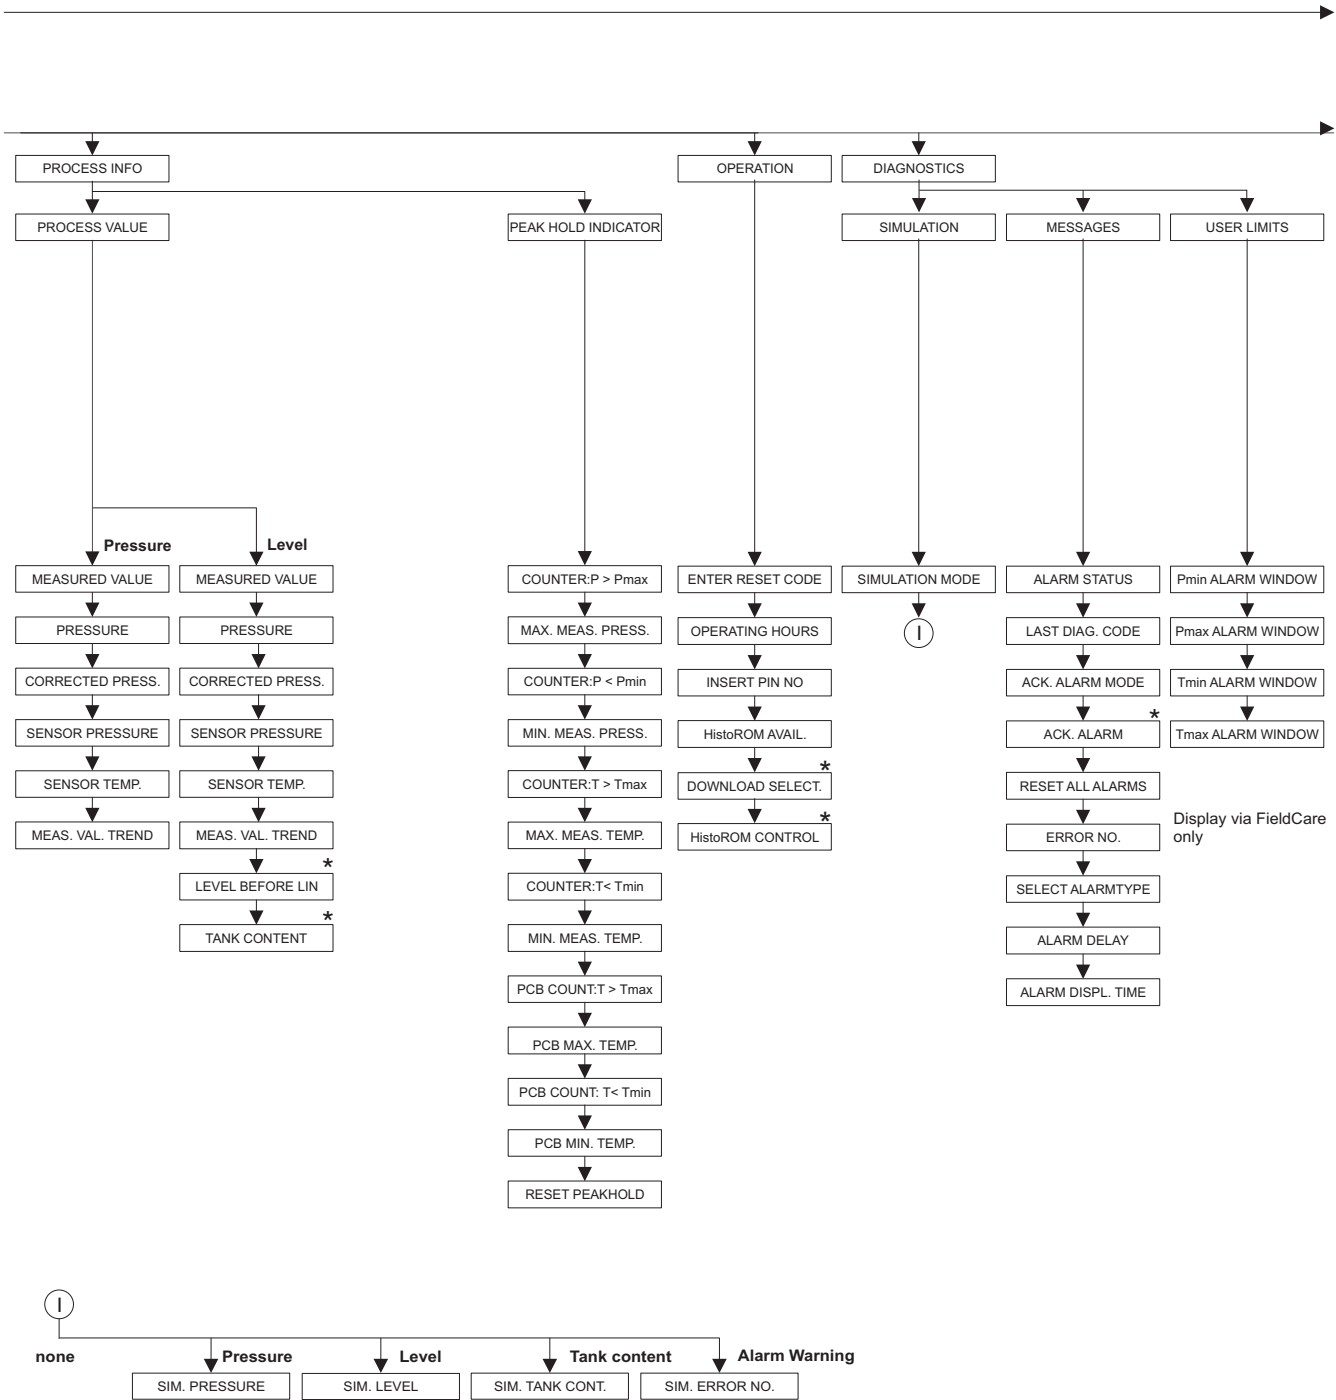 PROCESS INFO
OPERATION
DIAGNOSTICS
PROCESS VALUE
PEAK HOLD INDICATOR
SIMULATION
MESSAGES
USER LIMITS
Pressure
Level
MEASURED VALUE
PRESSURE
CORRECTED PRESS.
SENSOR PRESSURE
SENSOR TEMP.
MEAS. VAL. TREND
MEASURED VALUE
PRESSURE
CORRECTED PRESS.
SENSOR PRESSURE
SENSOR TEMP.
MEAS. VAL. TREND
*
LEVEL BEFORE LIN
*
TANK CONTENT
COUNTER:P > Pmax
MAX. MEAS. PRESS.
COUNTER:P < Pmin
MIN. MEAS. PRESS.
COUNTER:T > Tmax
MAX. MEAS. TEMP.
COUNTER:T< Tmin
MIN. MEAS. TEMP.
PCB COUNT:T > Tmax
PCB MAX. TEMP.
PCB COUNT: T< Tmin
PCB MIN. TEMP.
RESET PEAKHOLD
ENTER RESET CODE
OPERATING HOURS
INSERT PIN NO
HistoROM AVAIL.
*
DOWNLOAD SELECT.
*
HistoROM CONTROL
SIMULATION MODE
I
ALARM STATUS
LAST DIAG. CODE
ACK. ALARM MODE
*
ACK. ALARM
RESET ALL ALARMS
ERROR NO.
SELECT ALARMTYPE
ALARM DELAY
ALARM DISPL. TIME
Pmin ALARM WINDOW
Pmax ALARM WINDOW
Tmin ALARM WINDOW
Tmax ALARM WINDOW
Display via FieldCare
only
I
none
Pressure
Level
Tank content
Alarm Warning
SIM. PRESSURE
SIM. LEVEL
SIM. TANK CONT.
SIM. ERROR NO.